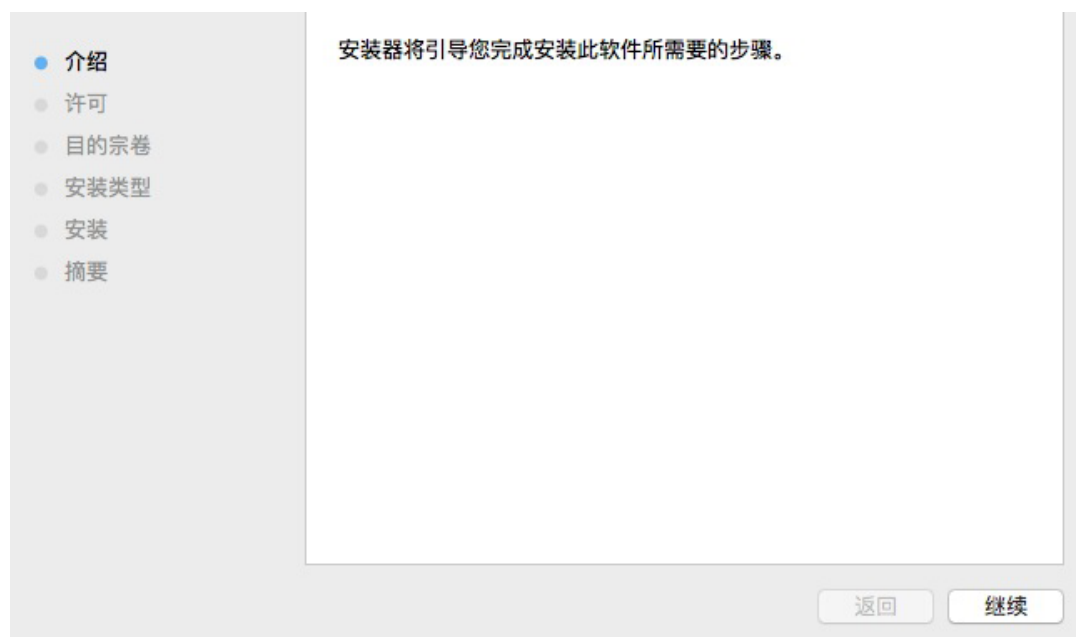 介绍
许可
目的宗卷
安装类型
安装
摘要
安装器将引导您完成安装此软件所需要的步骤。
返回
继续